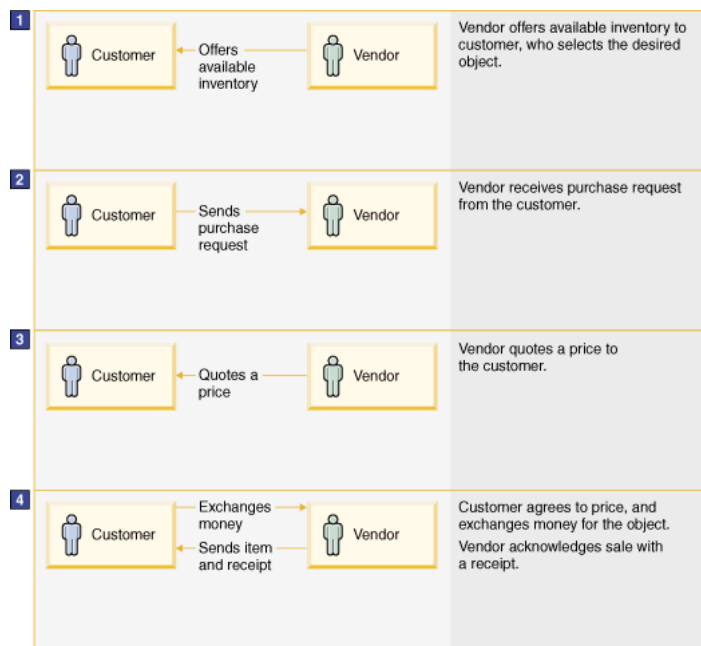 1
Customer
Offers
available
inventory
Vendor
Vendor offers available inventory to
customer, who selects the desired
object.
2
Customer
Sends
purchase
request
Vendor
Vendor receives purchase request
from the customer.
3
Customer
Quotes a
price
Vendor
Vendor quotes a price to
the customer.
4
Customer
Exchanges
money
Sends item
and receipt
Vendor
Customer agrees to price, and
exchanges money for the object.
Vendor acknowledges sale with
a receipt.